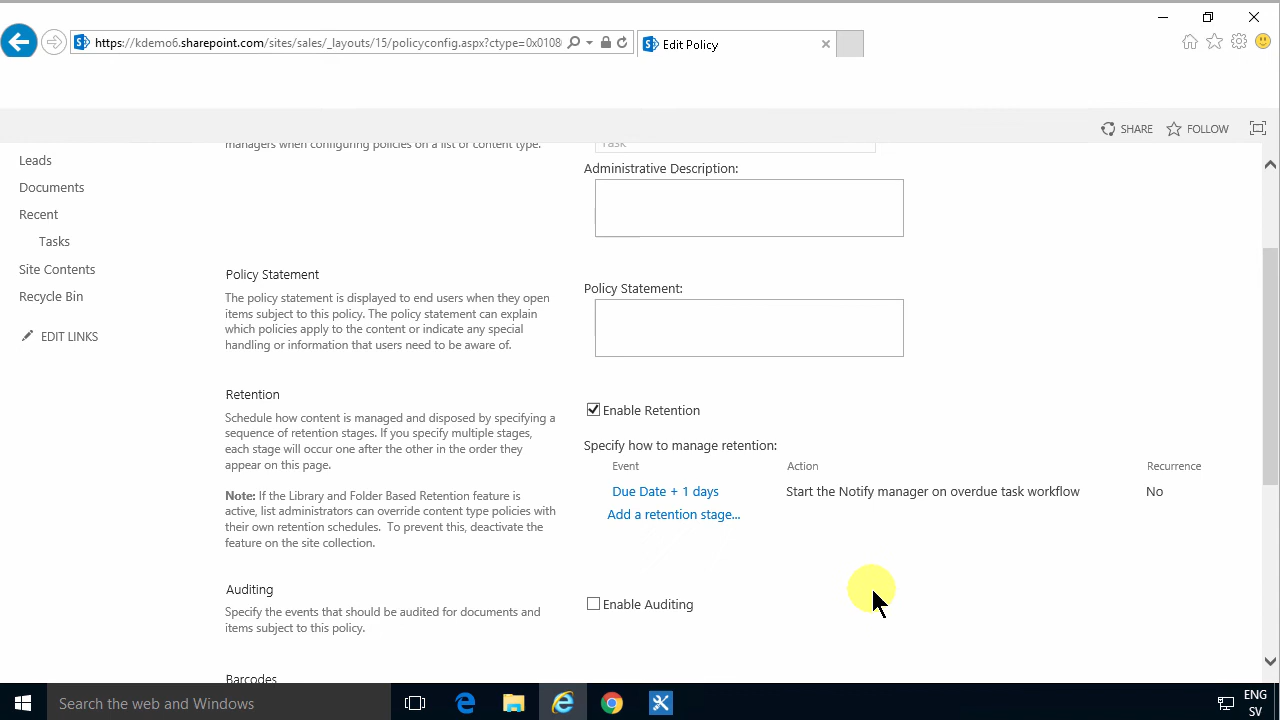 https://kdemo6.sharepoint.com/sites/sales/_layouts/15/policyconfig.aspx?ctype=0x0108
Edit Policy
SHARE
FOLLOW
Leads
Documents
Recent
Tasks
Site Contents
Recycle Bin
EDIT LINKS
managers when configuring policies on a list or content type.
Task
Administrative Description:
Policy Statement
The policy statement is displayed to end users when they open
items subject to this policy. The policy statement can explain
which policies apply to the content or indicate any special
handling or information that users need to be aware of.
Policy Statement:
Retention
Schedule how content is managed and disposed by specifying a
sequence of retention stages. If you specify multiple stages,
each stage will occur one after the other in the order they
appear on this page.
Note: If the Library and Folder Based Retention feature is
active, list administrators can override content type policies with
their own retention schedules. To prevent this, deactivate the
feature on the site collection.
Enable Retention
Specify how to manage retention:
Event Action Recurrence
Due Date + 1 days Start the Notify manager on overdue task workflow No
Add a retention stage...
Auditing
Specify the events that should be audited for documents and
items subject to this policy.
Enable Auditing
Barcodes
Search the web and Windows
ENG
SV